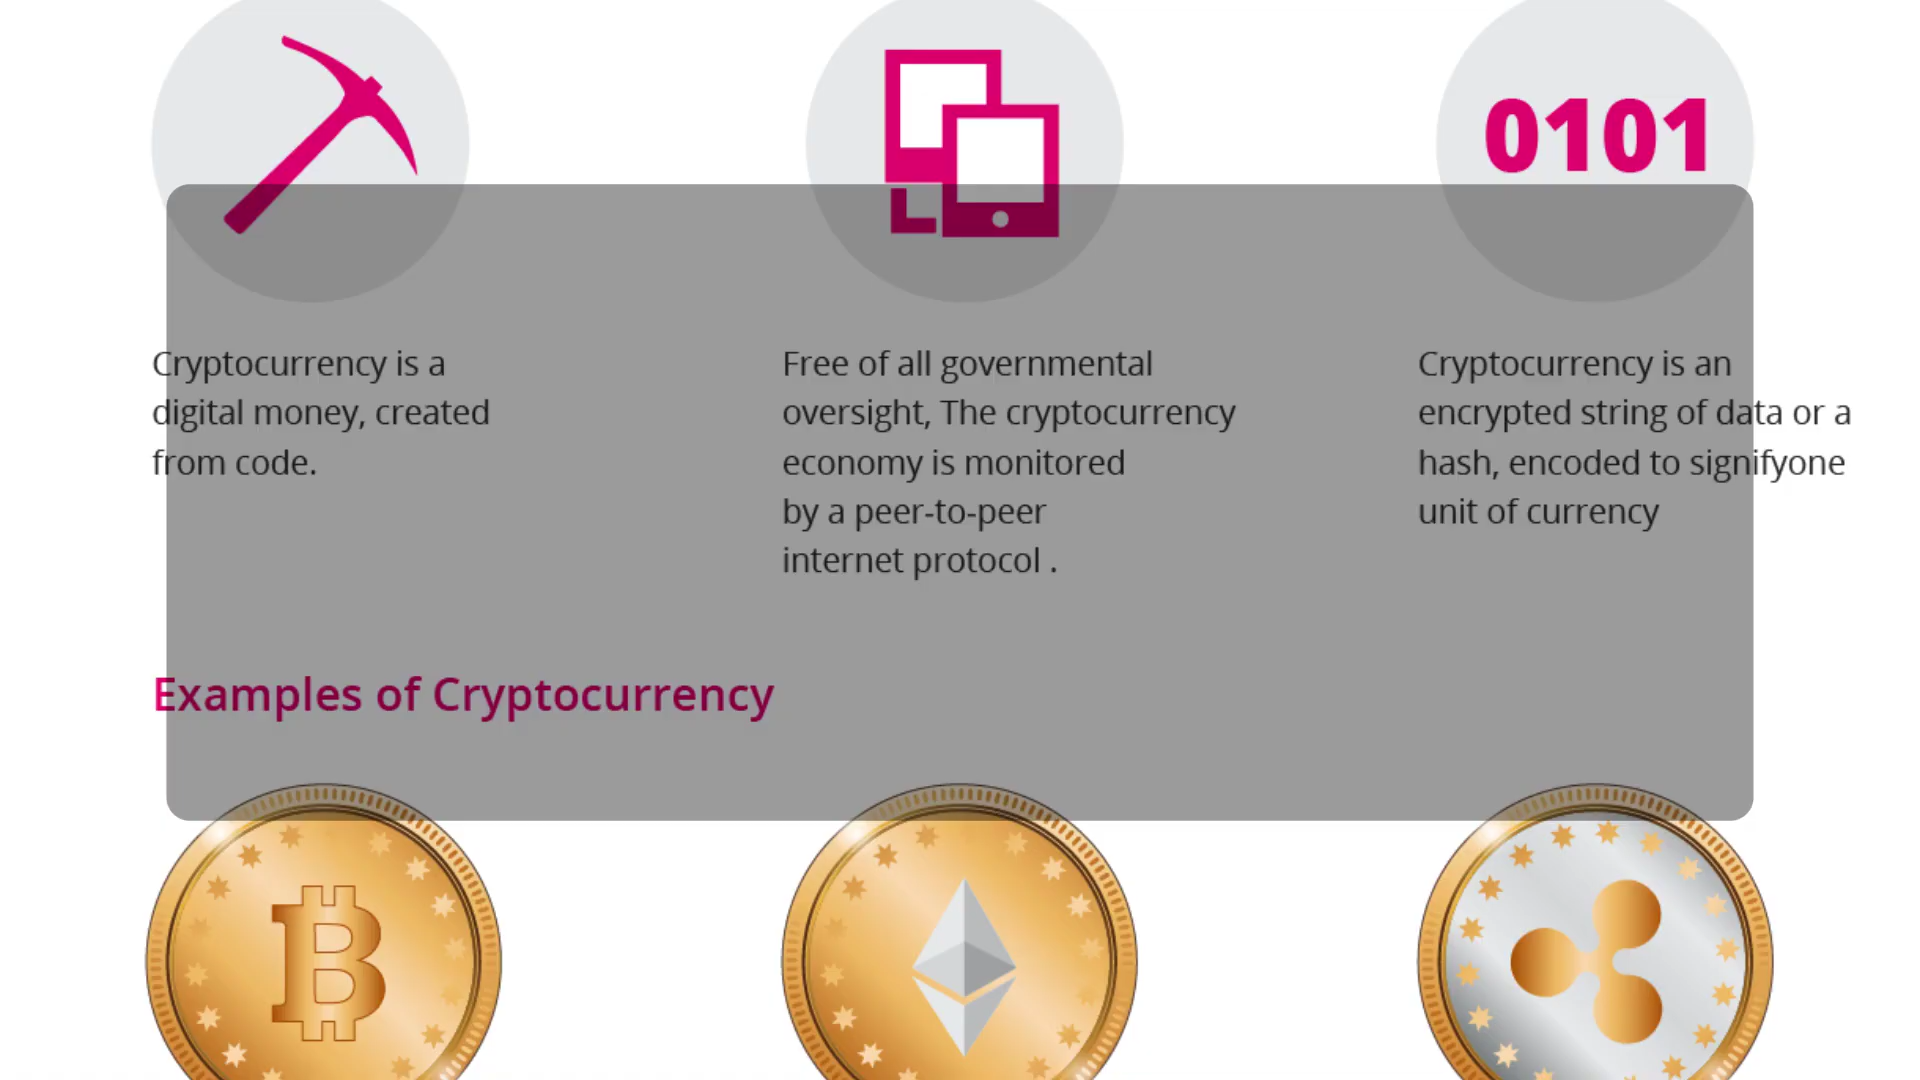 0101
Cryptocurrency is a
digital money, created
from code.
Free of all governmental
oversight, The cryptocurrency
economy is monitored
by a peer-to-peer
internet protocol .
Cryptocurrency is an
encrypted string of data or a
hash, encoded to signifyone
unit of currency
Examples of Cryptocurrency